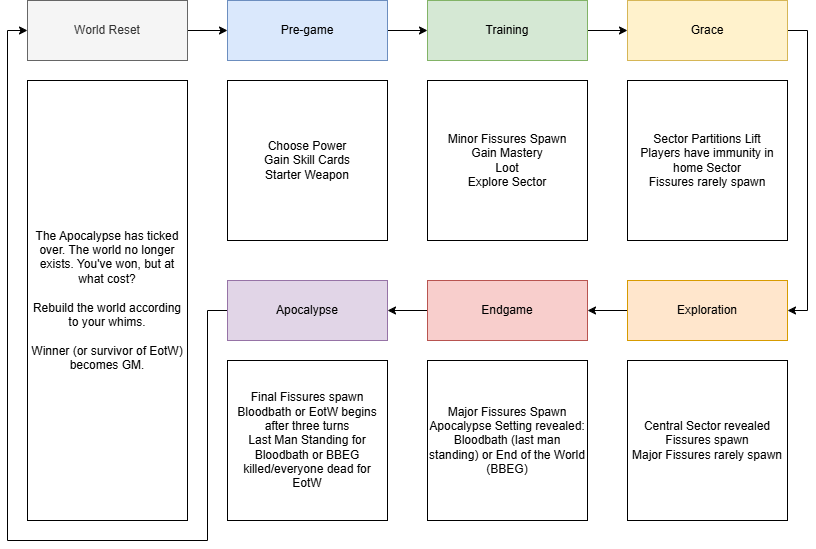 World Reset
Pre-game
Training
Grace
The Apocalypse has ticked
over. The world no longer
exists. You've won, but at
what cost?
Rebuild the world according
to your whims.
Winner (or survivor of EotW)
becomes GM.
Choose Power
Gain Skill Cards
Starter Weapon
Minor Fissures Spawn
Gain Mastery
Loot
Explore Sector
Sector Partitions Lift
Players have immunity in
home Sector
Fissures rarely spawn
Apocalypse
Endgame
Exploration
Final Fissures spawn
Bloodbath or EotW begins
after three turns
Last Man Standing for
Bloodbath or BBEG
killed/everyone dead for
EotW
Major Fissures Spawn
Apocalypse Setting revealed:
Bloodbath (last man
standing) or End of the World
(BBEG)
Central Sector revealed
Fissures spawn
Major Fissures rarely spawn